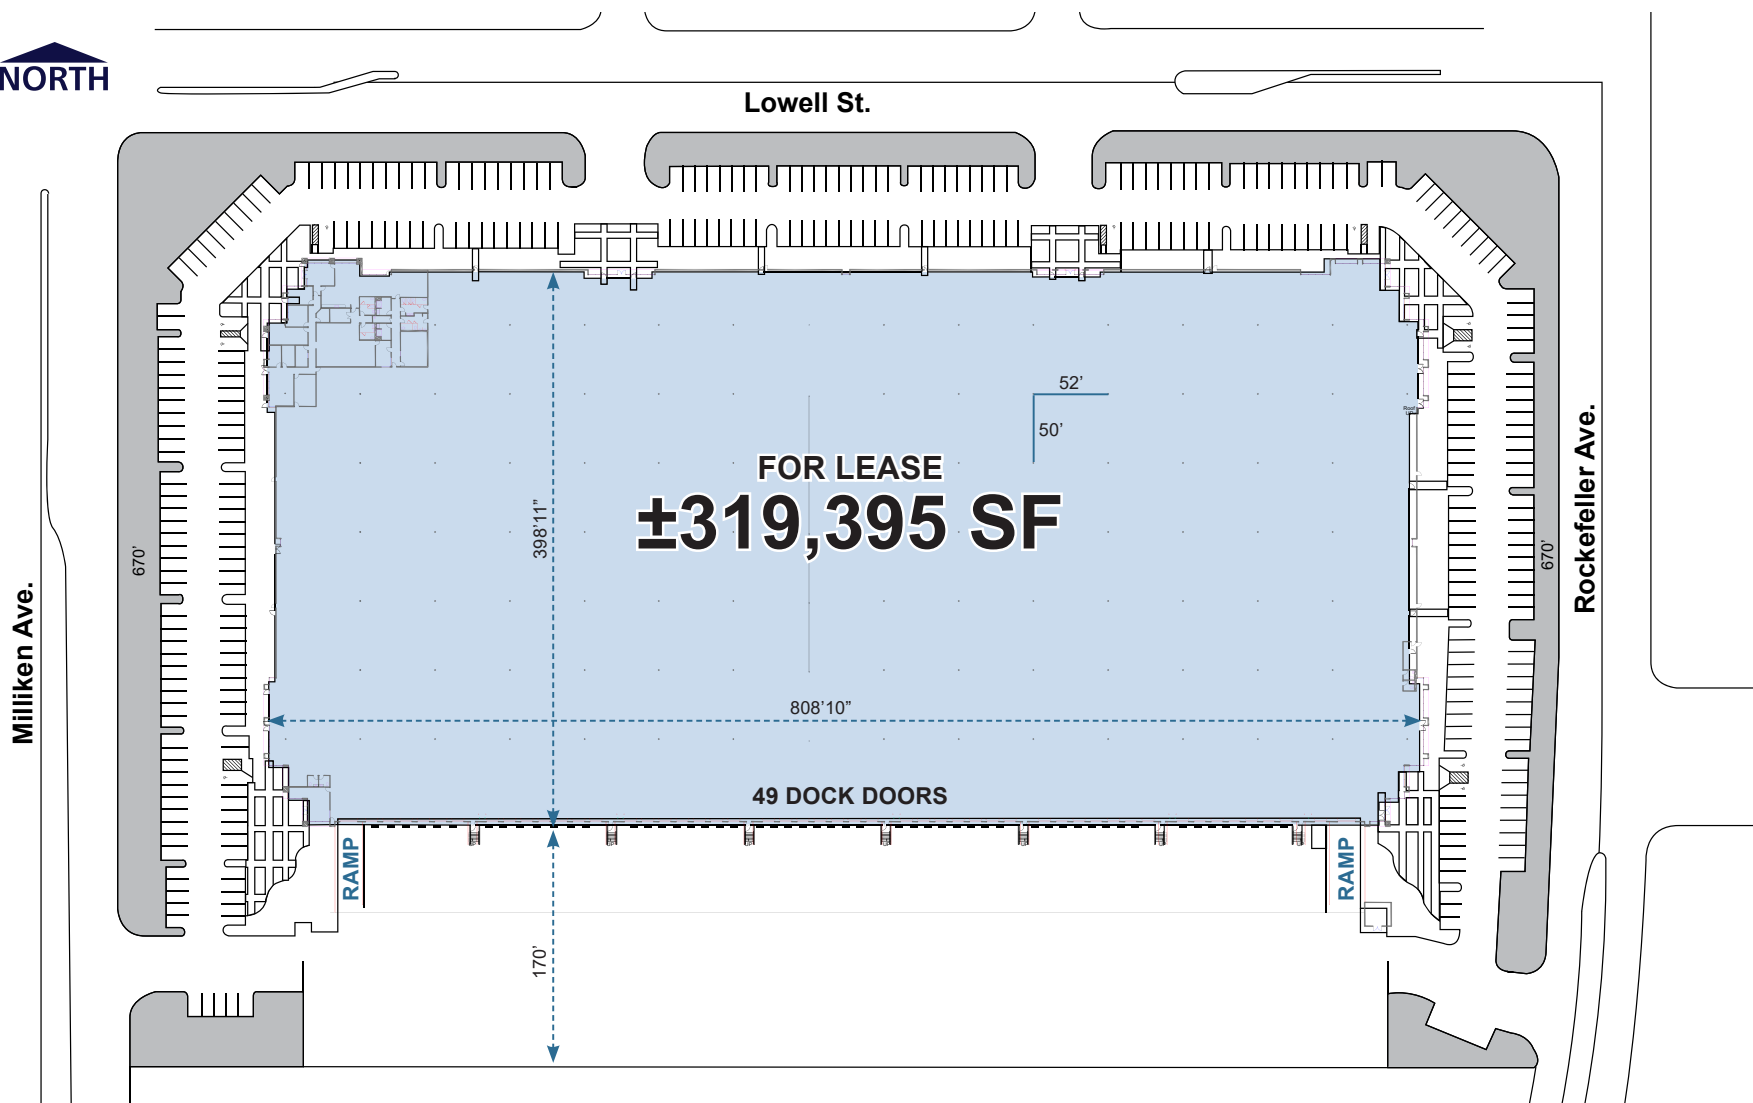 NORTH
Lowell St.
52’
50’
FOR LEASE
±319,395 SF
398’11”
670’
670’
Rockefeller Ave.
Milliken Ave.
808’10”
49 DOCK DOORS
RAMP
RAMP
170’